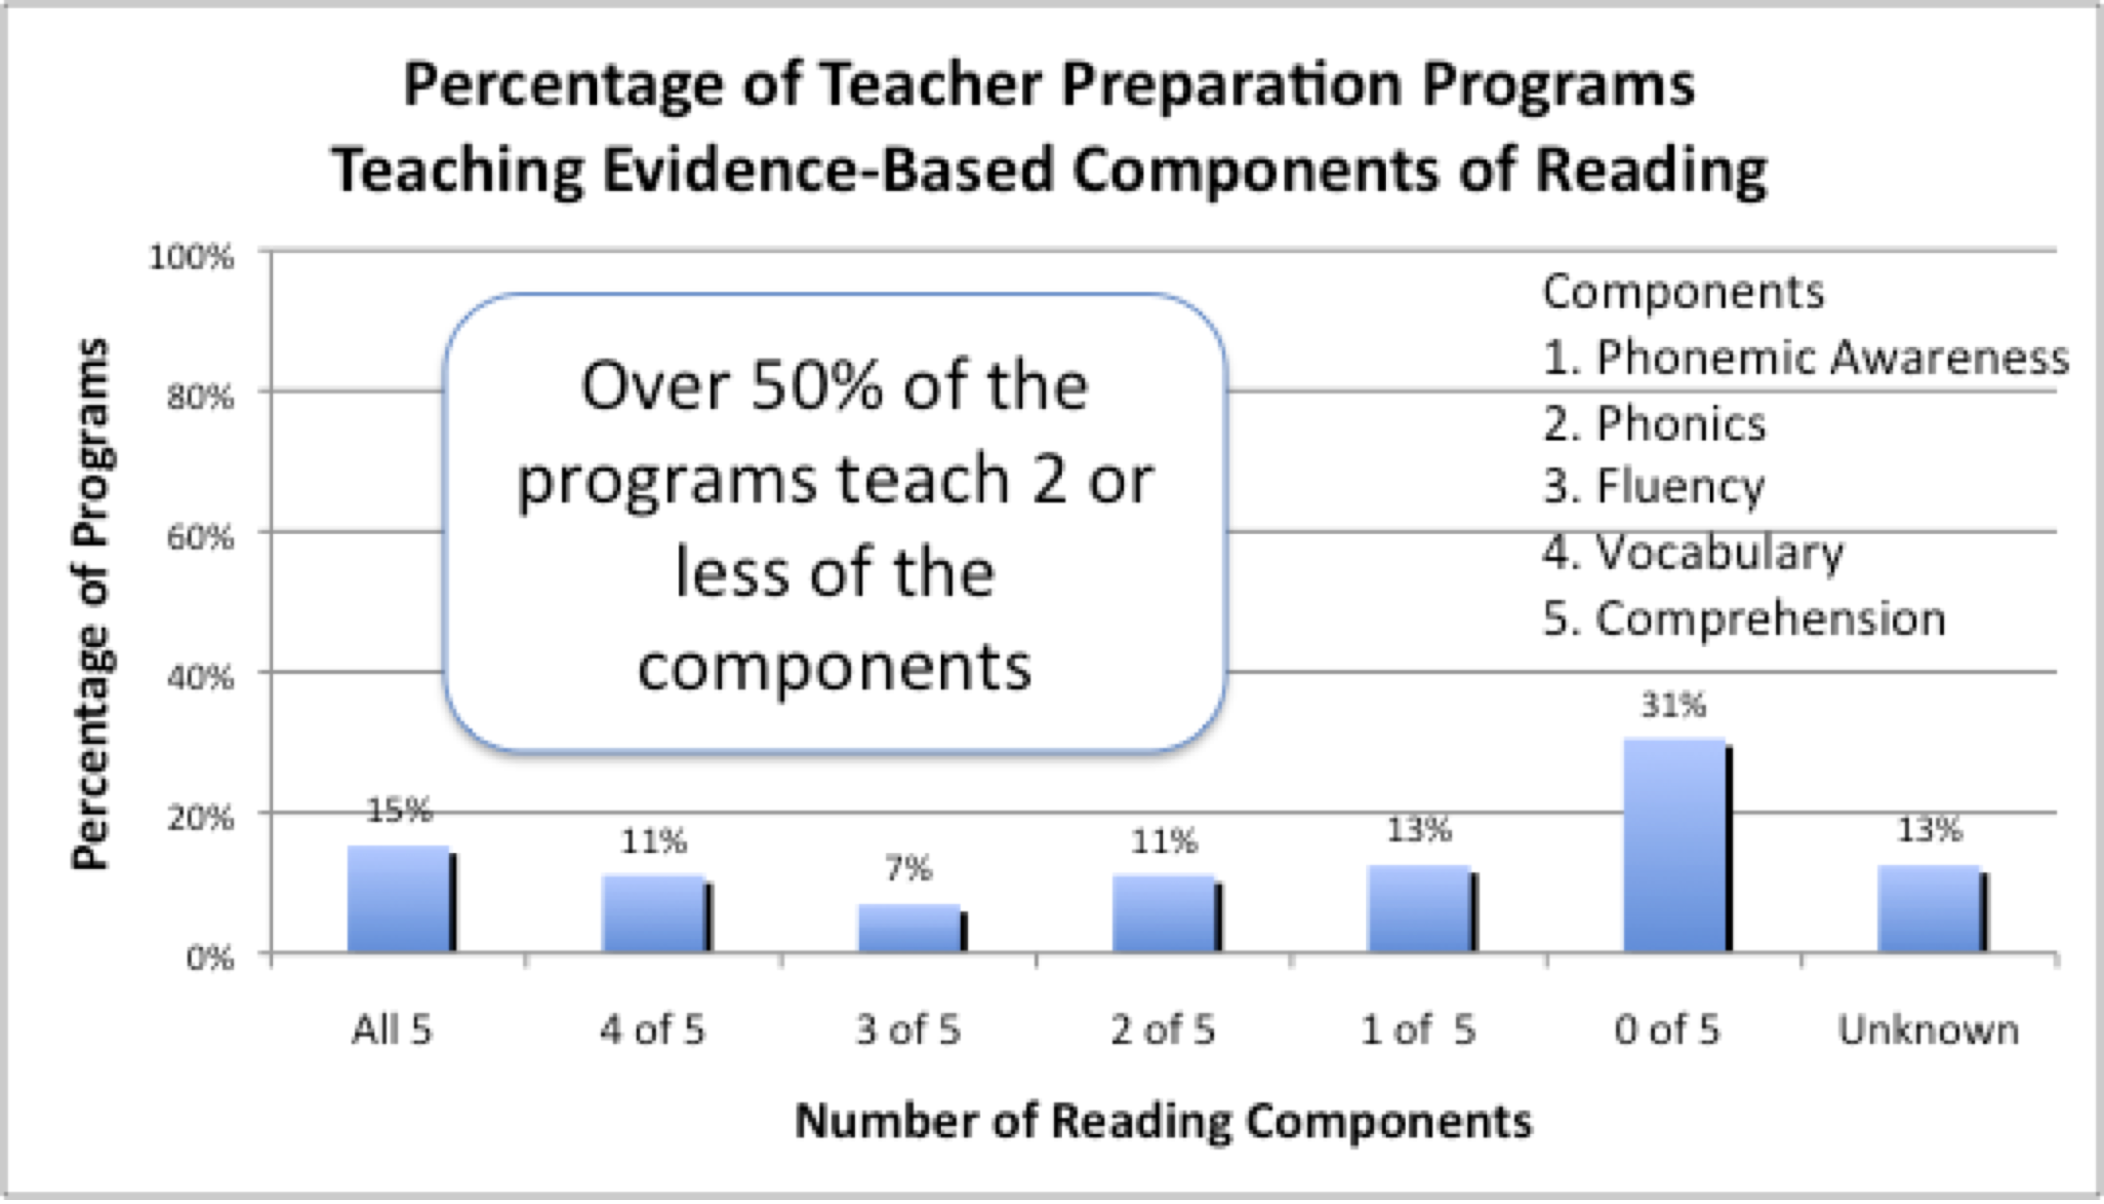 Percentage of Teacher Preparation Programs
Teaching Evidence-Based Components of Reading
Percentage of Programs
100%
80%
60%
40%
20%
0%
Over 50% of the
programs teach 2 or
less of the
components
Components
1. Phonemic Awareness
2. Phonics
3. Fluency
4. Vocabulary
5. Comprehension
15%
11%
7%
11%
13%
31%
13%
All 5
4 of 5
3 of 5
2 of 5
1 of 5
0 of 5
Unknown
Number of Reading Components